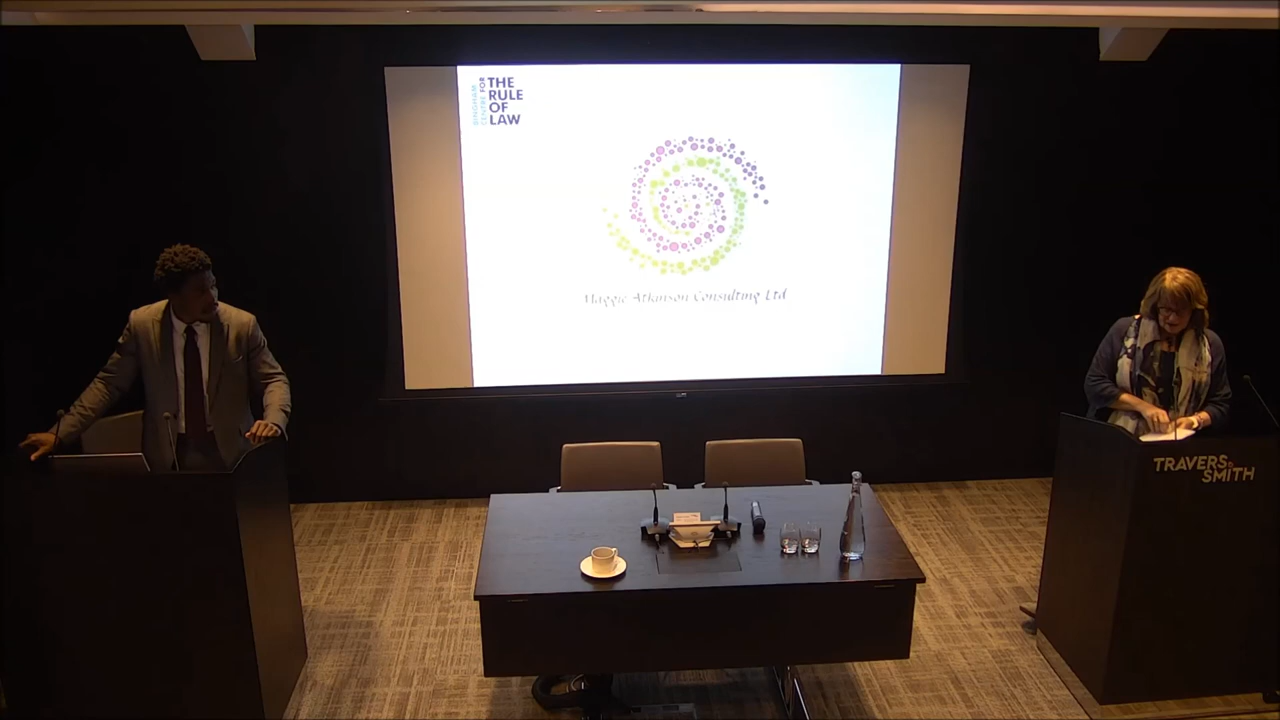 BINGHAM
CENTRE FOR
THE
RULE
OF
LAW
Maggie Atkinson Consulting Ltd
TRAVERS
SMITH